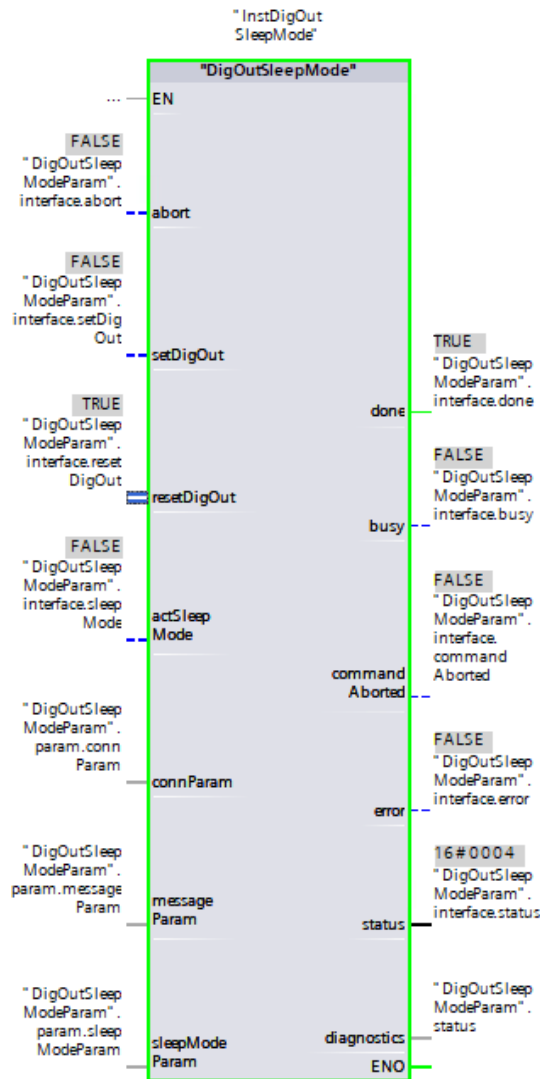 "InstDigOut
SleepMode"
"DigOutSleepMode"
... EN
FALSE
"DigOutSleep
ModeParam".
interface.abort
abort
FALSE
"DigOutSleep
ModeParam".
interface.setDig
Out
setDigOut
TRUE
"DigOutSleep
ModeParam".
interface.reset
DigOut
resetDigOut
FALSE
"DigOutSleep
ModeParam".
interface.sleep
Mode
actSleep
Mode
"DigOutSleep
ModeParam".
param.conn
Param
connParam
"DigOutSleep
ModeParam".
param.message
Param
message
Param
"DigOutSleep
ModeParam".
param.sleep
ModeParam
sleepMode
Param
TRUE
"DigOutSleep
ModeParam".
interface.done
done
FALSE
"DigOutSleep
ModeParam".
interface.busy
busy
FALSE
"DigOutSleep
ModeParam".
interface.
command
Aborted
command
Aborted
FALSE
"DigOutSleep
ModeParam".
interface.error
error
16#0004
"DigOutSleep
ModeParam".
interface.status
status
"DigOutSleep
ModeParam".
status
diagnostics
ENO